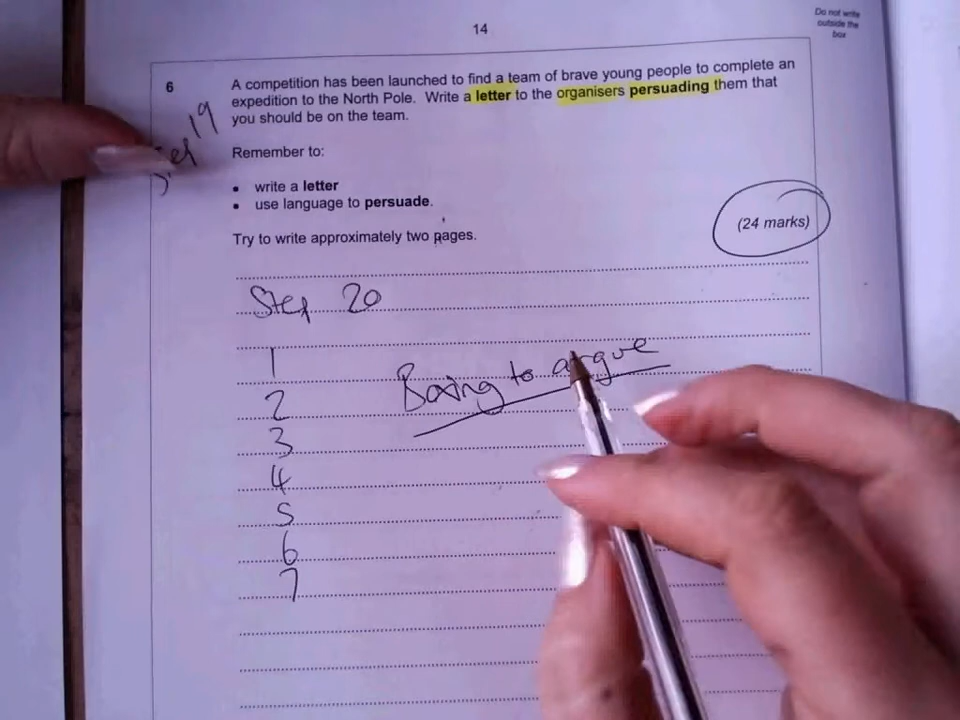 14
Do not write
outside the
box
6
A competition has been launched to find a team of brave young people to complete an
expedition to the North Pole. Write a letter to the organisers persuading them that
you should be on the team.
19
Remember to:
• write a letter
• use language to persuade.
(24 marks)
Try to write approximately two pages.
Step 20
1
Boxing to argue
2
3
4
5
6
7